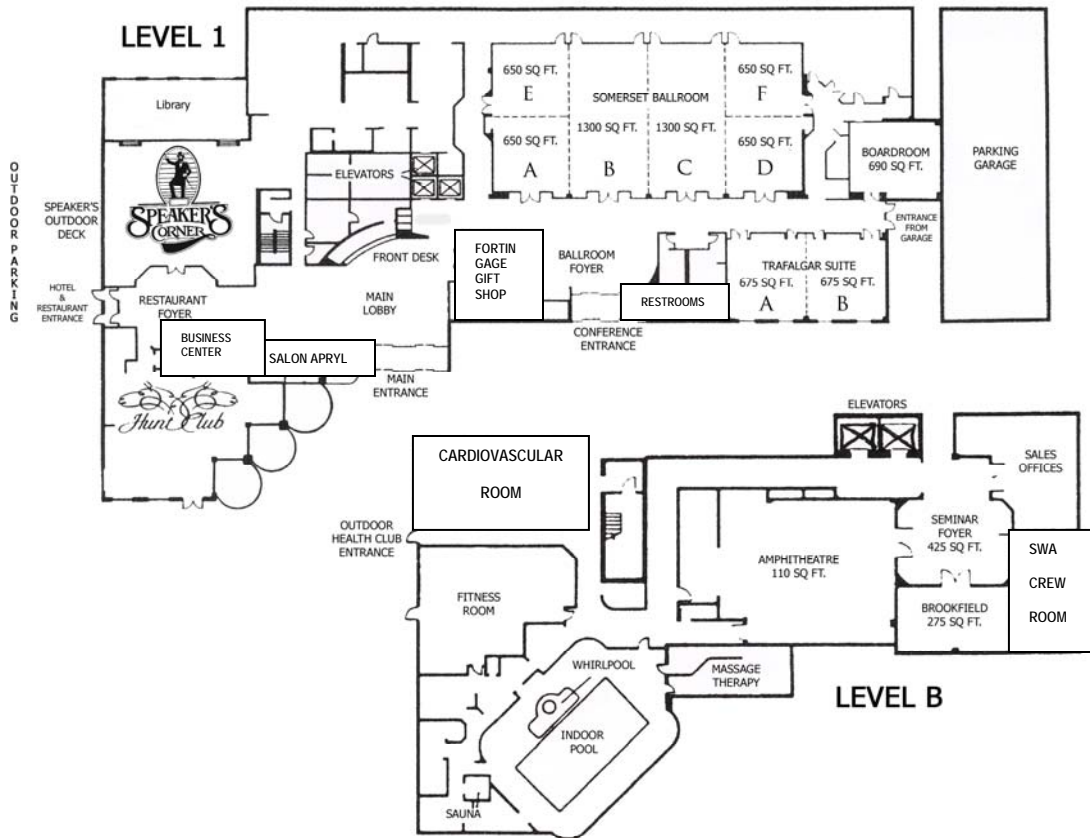 LEVEL 1
Library
650 SQ FT.
E
SOMERSET BALLROOM
650 SQ FT.
F
650 SQ FT.
A
1300 SQ FT.
B
1300 SQ FT.
C
650 SQ FT.
D
BOARDROOM
690 SQ FT.
PARKING
GARAGE
OUTDOOR PARKING
SPEAKER'S
OUTDOOR
DECK
SPEAKER'S
CORNER
ELEVATORS
FRONT DESK
FORTIN
GAGE
GIFT
SHOP
BALLROOM
FOYER
ENTRANCE
FROM
GARAGE
TRAFALGAR SUITE
675 SQ FT.
A
675 SQ FT.
B
HOTEL
&
RESTAURANT
ENTRANCE
RESTAURANT
FOYER
MAIN
LOBBY
RESTROOMS
CONFERENCE
ENTRANCE
BUSINESS
CENTER
SALON APRYL
MAIN
ENTRANCE
Hunt Club
ELEVATORS
CARDIOVASCULAR
ROOM
SALES
OFFICES
OUTDOOR
HEALTH CLUB
ENTRANCE
SEMINAR
FOYER
425 SQ FT.
AMPHITHEATRE
110 SQ FT.
SWA
CREW
ROOM
FITNESS
ROOM
BROOKFIELD
275 SQ FT.
WHIRLPOOL
MASSAGE
THERAPY
LEVEL B
INDOOR
POOL
SAUNA